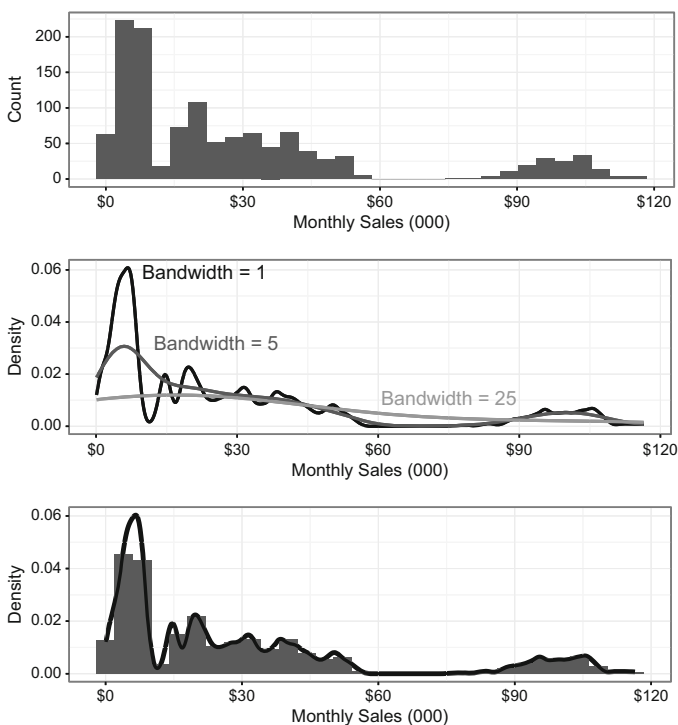 200
150
100
50
0
Count
$0 $30 $60 $90 $120
Monthly Sales (000)
0.06
0.04
0.02
0.00
Density
Bandwidth = 1
Bandwidth = 5
Bandwidth = 25
$0 $30 $60 $90 $120
Monthly Sales (000)
0.06
0.04
0.02
0.00
Density
$0 $30 $60 $90 $120
Monthly Sales (000)